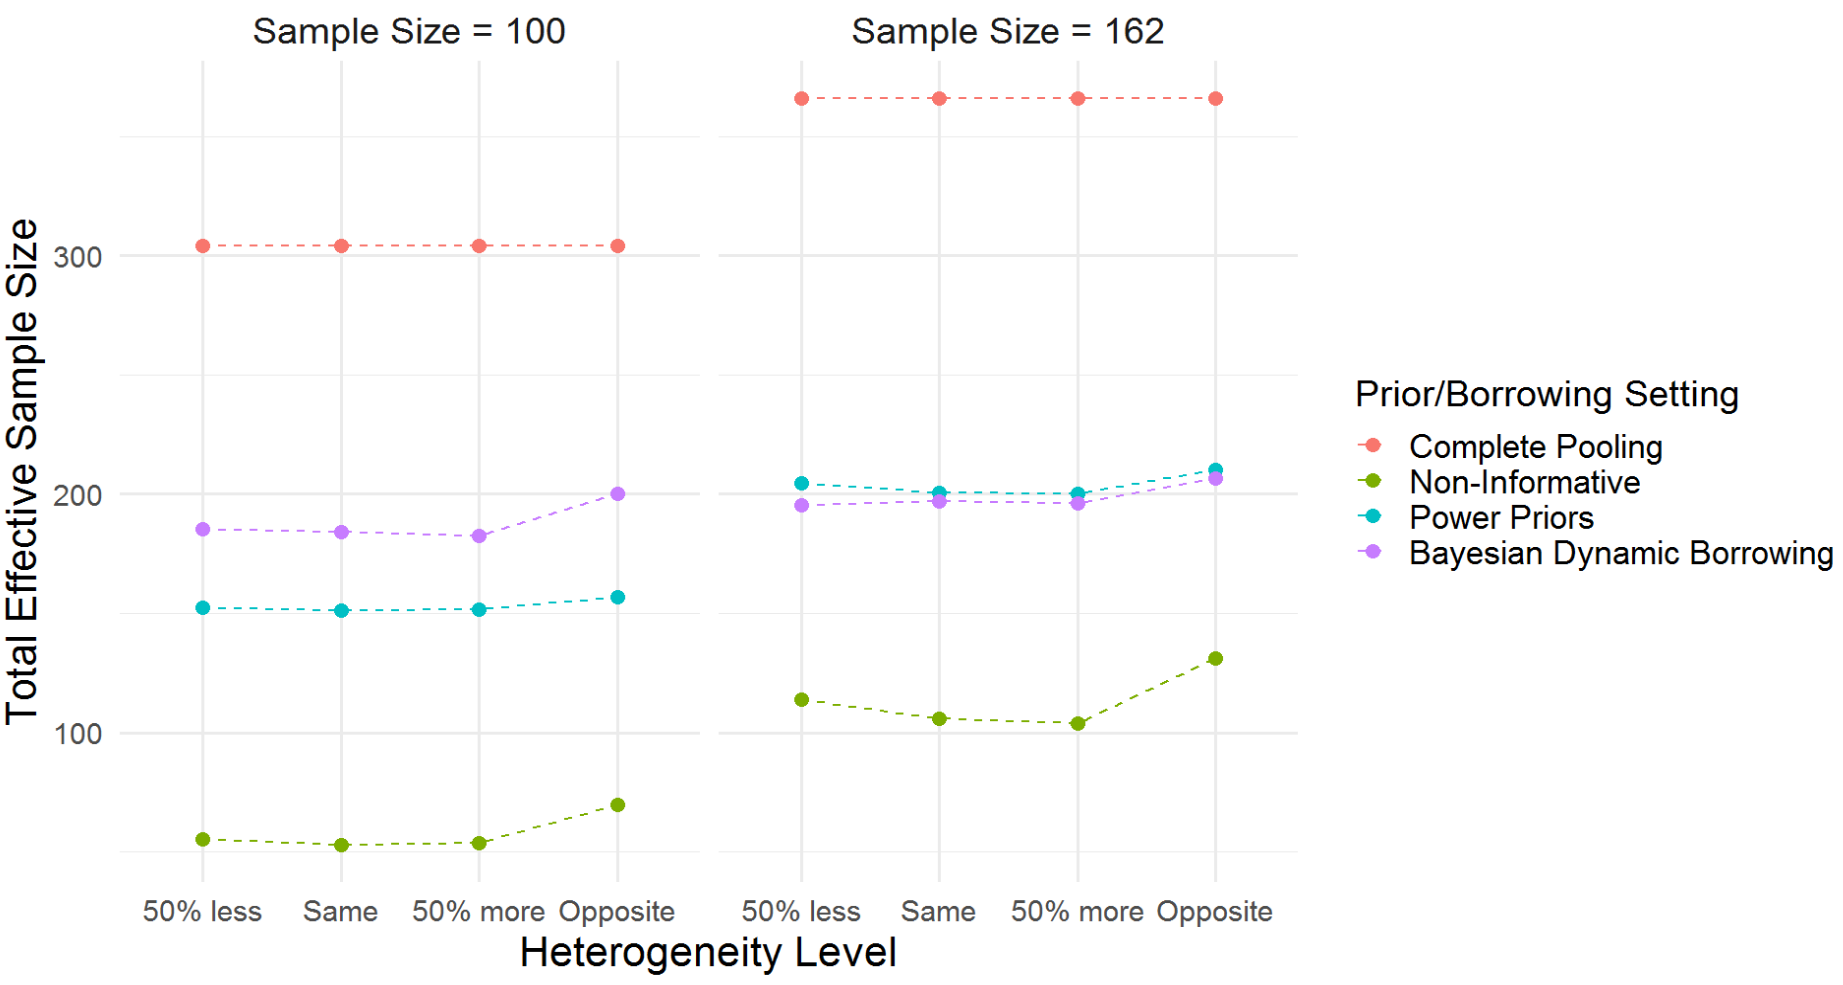 Sample Size = 100
Sample Size = 162
Total Effective Sample Size
300
200
100
50% less Same 50% more Opposite
50% less Same 50% more Opposite
Heterogeneity Level
Prior/Borrowing Setting
Complete Pooling
Non-Informative
Power Priors
Bayesian Dynamic Borrowing